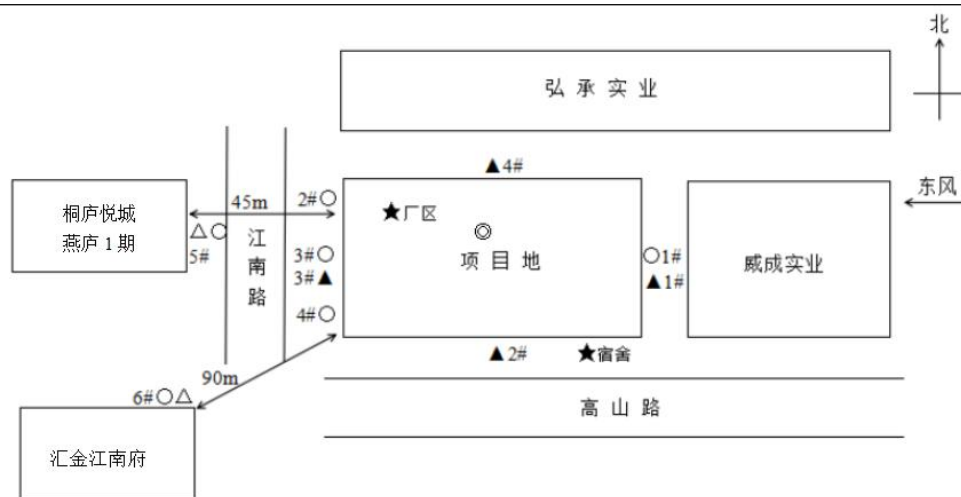 北
弘承实业
▲4#
东风
桐庐悦城
燕庐1期
45m
2#○
★厂区
◎
△○
5#
江南路
3#○
3#▲
项目地
○1#
▲1#
威成实业
4#○
▲2#
★宿舍
90m
6#○△
高山路
汇金江南府